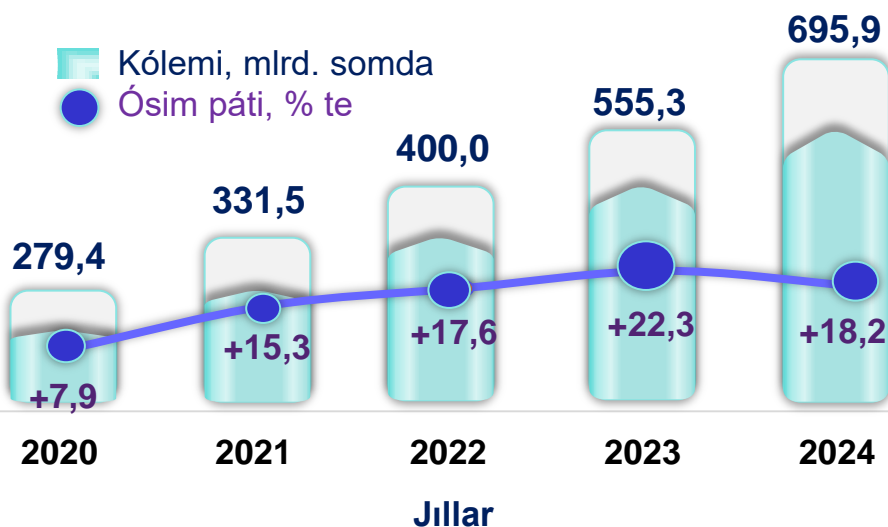 695,9
Kólemi, mlrd. somda
Ósim páti, % te
555,3
400,0
331,5
279,4
+7,9
+15,3
+17,6
+22,3
+18,2
2020 2021 2022 2023 2024
Jıllar